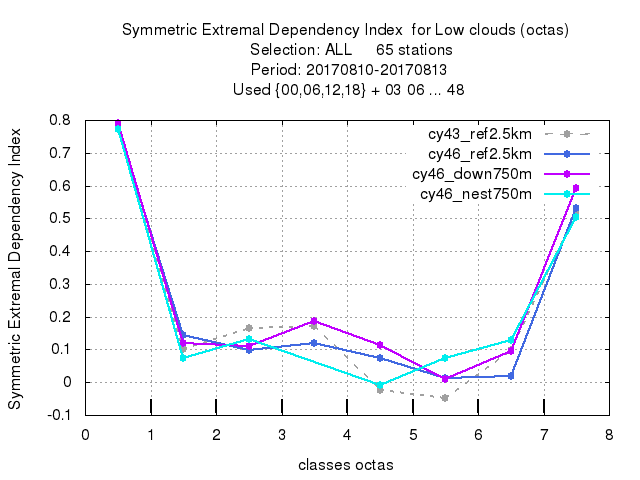 Symmetric Extremal Dependency Index  for Low clouds (octas)
Selection: ALL     65 stations
Period: 20170810-20170813
Used {00,06,12,18} + 03 06 ... 48
Symmetric Extremal Dependency Index
0.8
0.7
0.6
0.5
0.4
0.3
0.2
0.1
0
-0.1
cy43_ref2.5km
cy46_ref2.5km
cy46_down750m
cy46_nest750m
0 1 2 3 4 5 6 7 8
classes octas